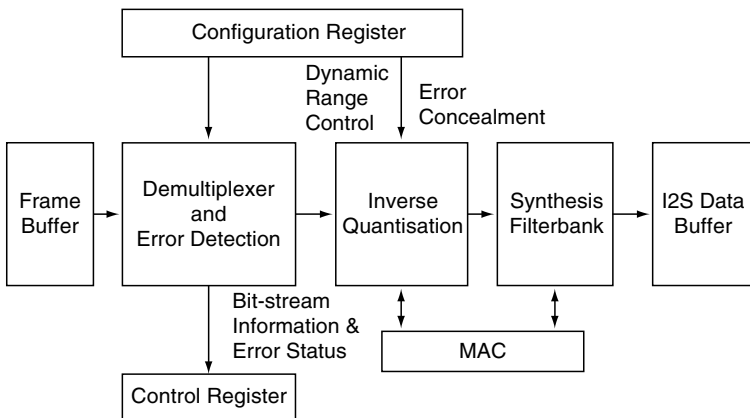 Configuration Register
Dynamic
Range
Control
Error
Concealment
Frame
Buffer
Demultiplexer
and
Error Detection
Inverse
Quantisation
Synthesis
Filterbank
I2S Data
Buffer
Bit-stream
Information &
Error Status
MAC
Control Register